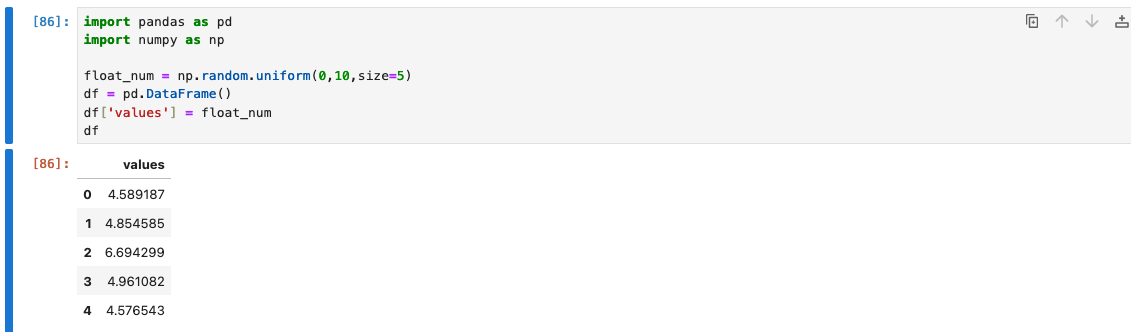 [86]: import pandas as pd
import numpy as np
float_num = np.random.uniform(0,10,size=5)
df = pd.DataFrame()
df['values'] = float_num
df
[86]: values
0 4.589187
1 4.854585
2 6.694299
3 4.961082
4 4.576543